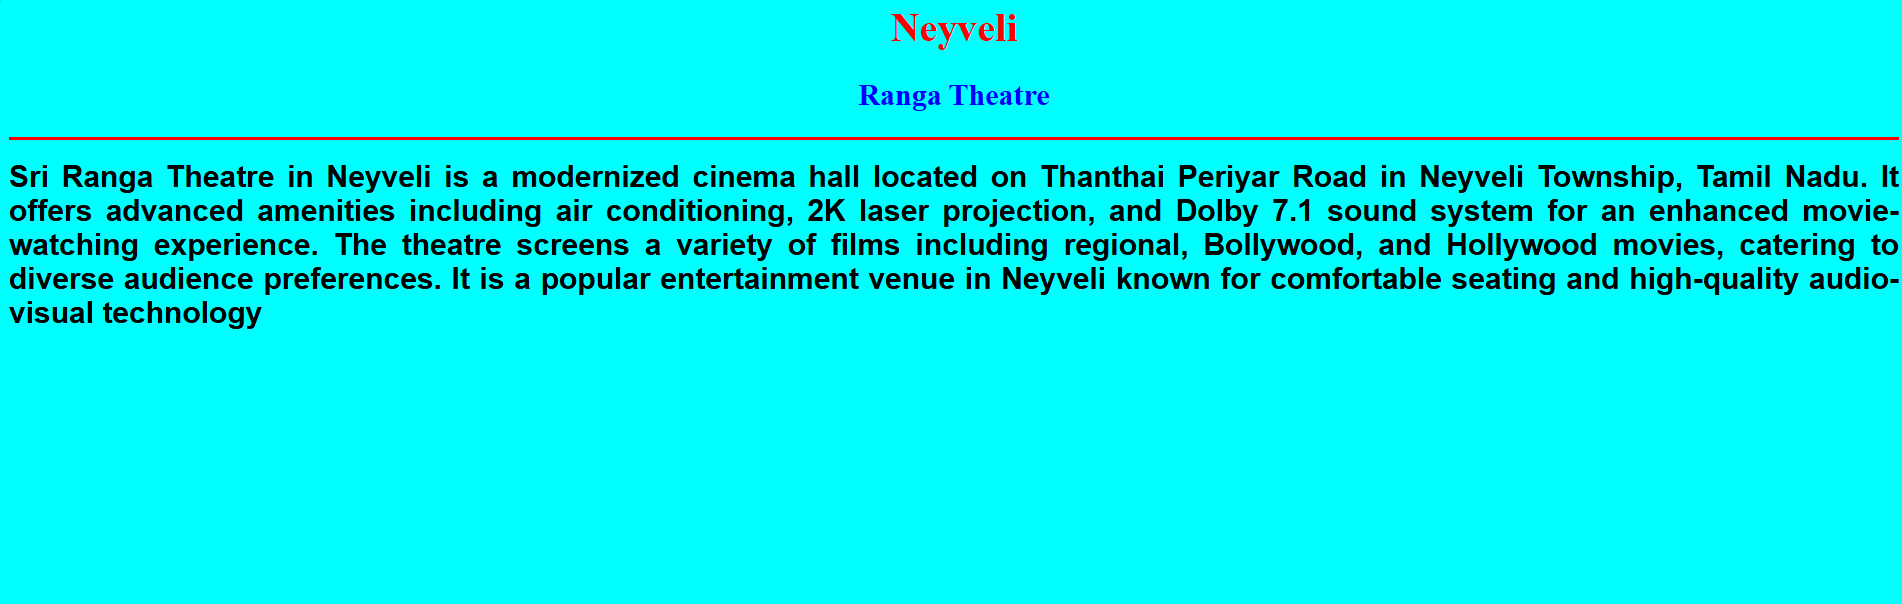 Neyveli
Ranga Theatre
Sri Ranga Theatre in Neyveli is a modernized cinema hall located on Thanthai Periyar Road in Neyveli Township, Tamil Nadu. It
offers advanced amenities including air conditioning, 2K laser projection, and Dolby 7.1 sound system for an enhanced movie-
watching experience. The theatre screens a variety of films including regional, Bollywood, and Hollywood movies, catering to
diverse audience preferences. It is a popular entertainment venue in Neyveli known for comfortable seating and high-quality audio-
visual technology